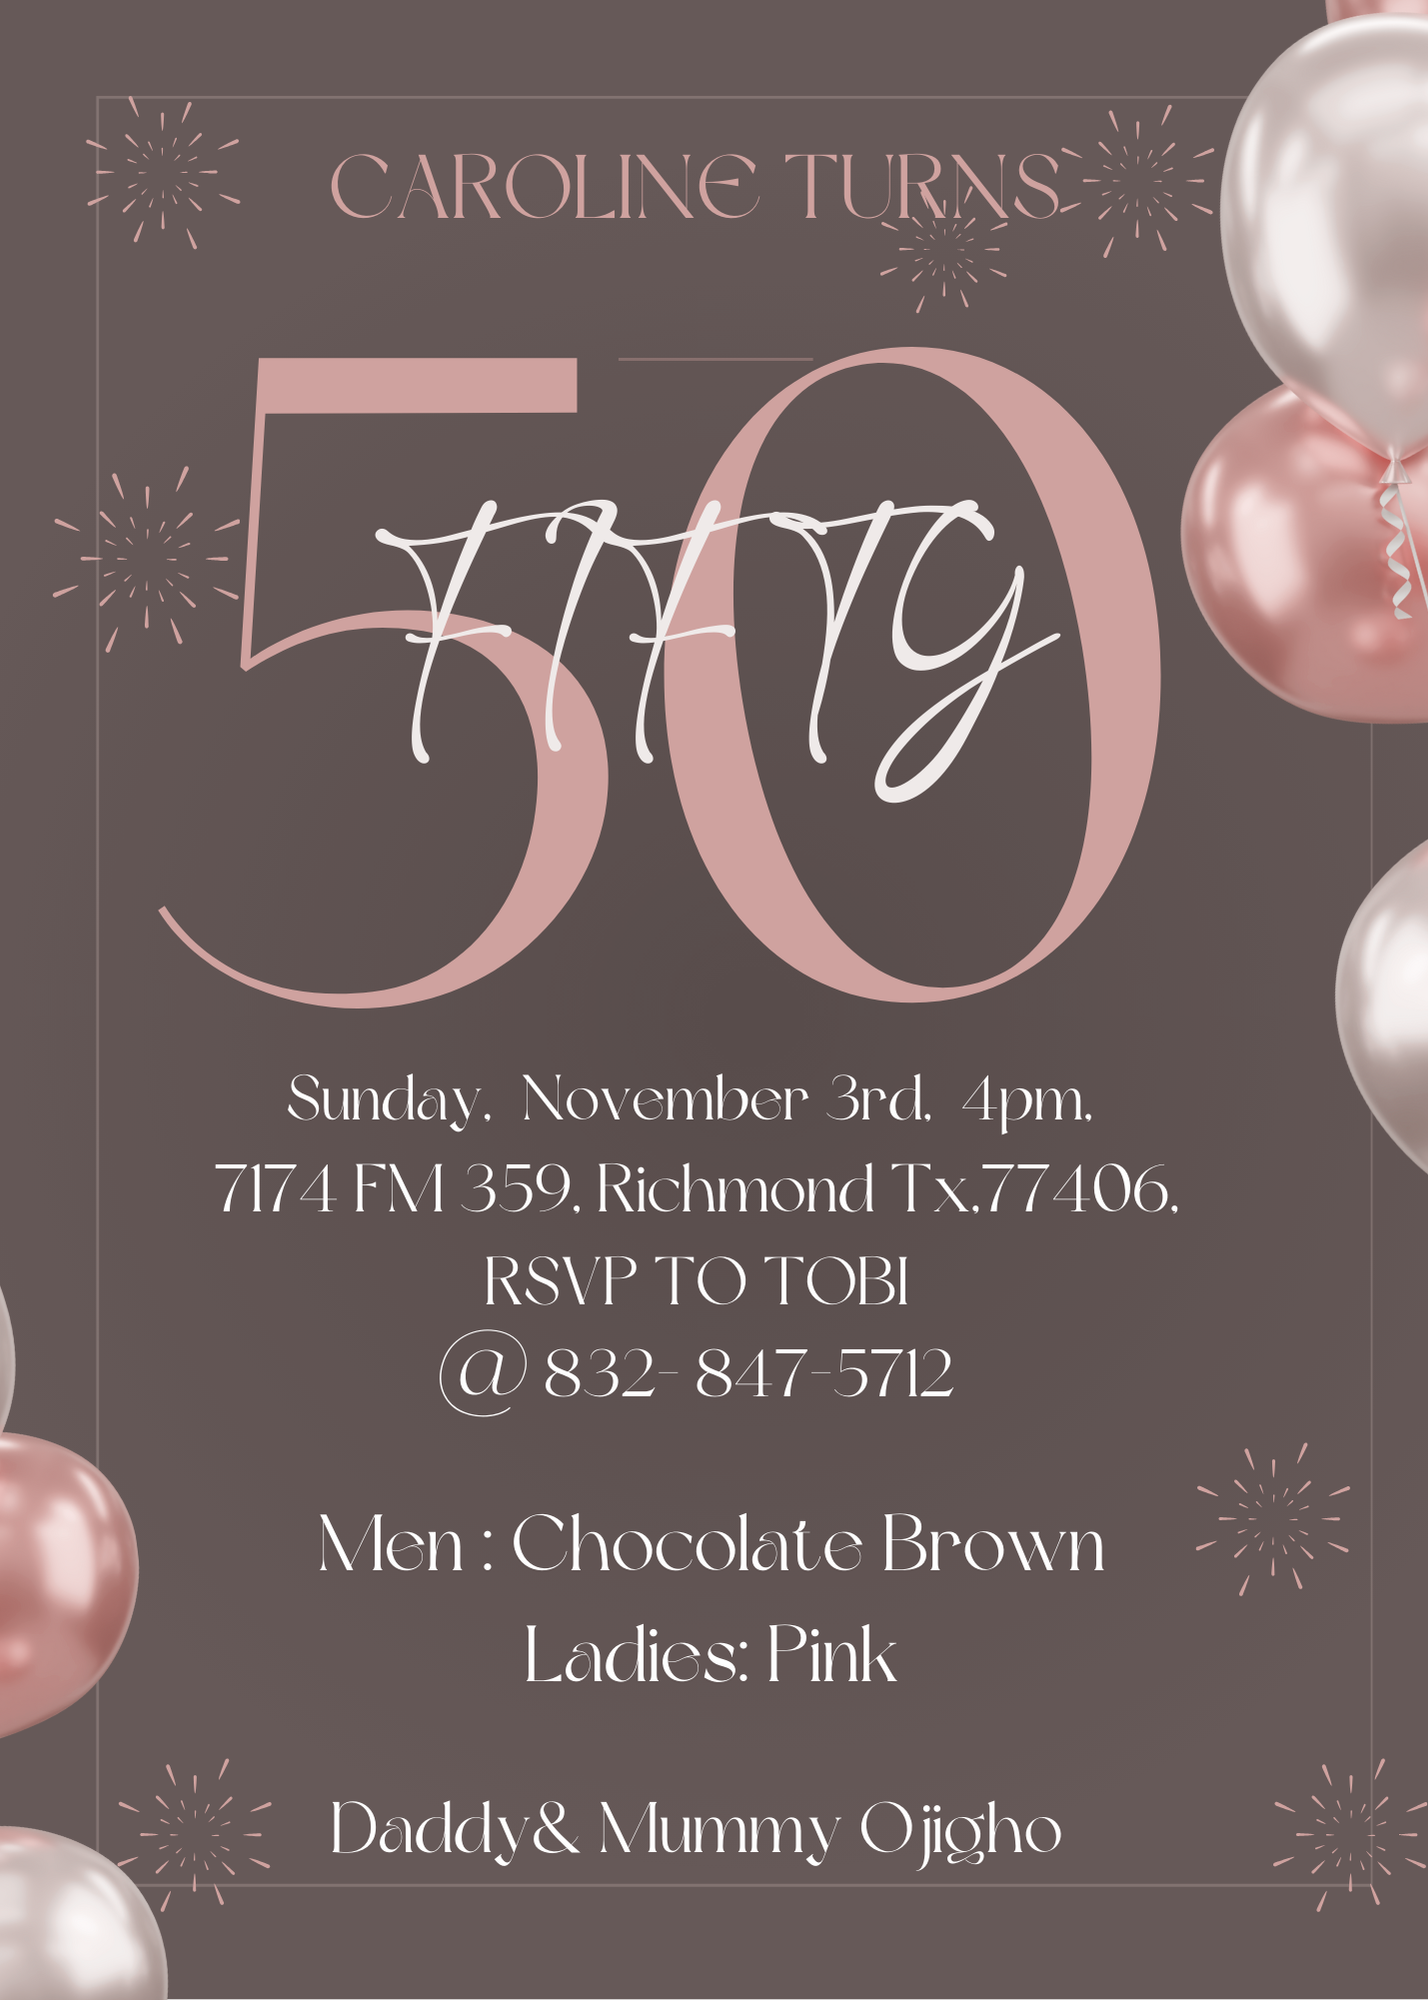 CAROLINE TURNS
50
FIFTY
Sunday, November 3rd, 4pm,
7174 FM 359, Richmond Tx,77406,
RSVP TO TOBI
@ 832- 847-5712
Men : Chocolate Brown
Ladies: Pink
Daddy& Mummy Ojigho